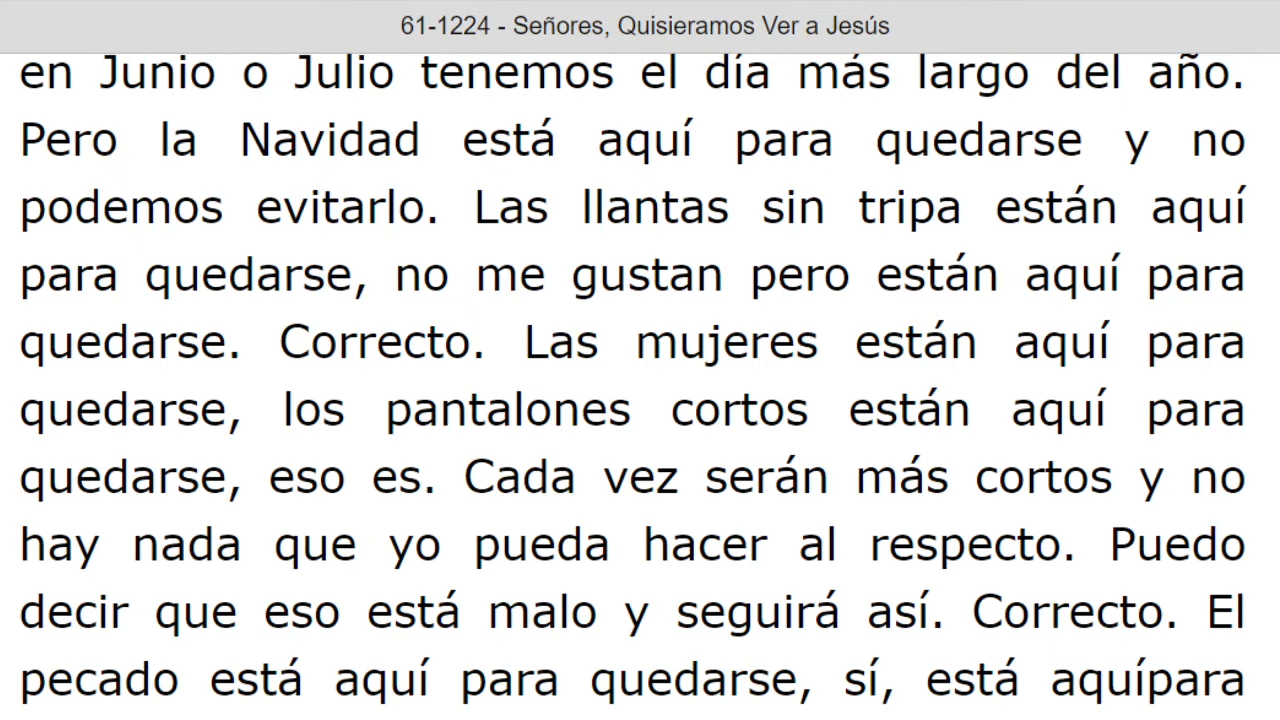 61-1224 - Señores, Quisieramos Ver a Jesús
en Junio o Julio tenemos el día más largo del año.
Pero la Navidad está aquí para quedarse y no
podemos evitarlo. Las llantas sin tripa están aquí
para quedarse, no me gustan pero están aquí para
quedarse. Correcto. Las mujeres están aquí para
quedarse, los pantalones cortos están aquí para
quedarse, eso es. Cada vez serán más cortos y no
hay nada que yo pueda hacer al respecto. Puedo
decir que eso está malo y seguirá así. Correcto. El
pecado está aquí para quedarse, sí, está aquípara